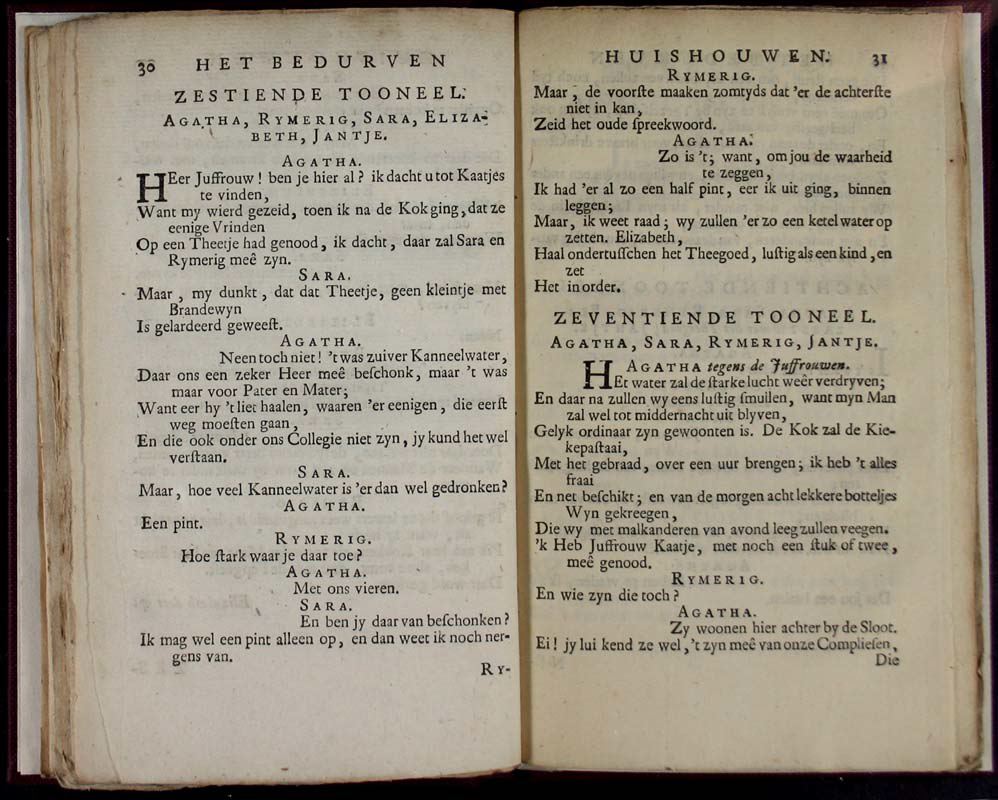 30 HET BEDURVEN
ZESTIENDE TOONEEL.
AGATHA, RYMERIG, SARA, ELIZA-
BETH, JANTJE.
AGATHA.
HEer Juffrouw! ben je hier al? ik dacht u tot Kaatjes
te vinden,
Want my wierd gezeid, toen ik na de Kok ging, dat ze
eenige Vrinden
Op een Theetje had genood, ik dacht, daar zal Sara en
Rymerig meê zyn.
SARA.
Maar, my dunkt, dat dat Theetje, geen kleintje met
Brandewyn
Is gelardeerd geweeſt.
AGATHA.
Neen toch niet! 't was zuiver Kanneelwater,
Daar ons een zeker Heer meê beſchonk, maar 't was
maar voor Pater en Mater;
Want eer hy 't liet haalen, waaren 'er eenigen, die eerſt
weg moeſten gaan,
En die ook onder ons Collegie niet zyn, jy kund het wel
verſtaan.
SARA.
Maar, hoe veel Kanneelwater is 'er dan wel gedronken?
AGATHA.
Een pint.
RYMERIG.
Hoe ſtark waar je daar toe?
AGATHA.
Met ons vieren.
SARA.
En ben jy daar van beſchonken?
Ik mag wel een pint alleen op, en dan weet ik noch ner-
gens van.
RY-
HUISHOUWEN. 31
RYMERIG.
Maar, de voorſte maaken zomtyds dat 'er de achterſte
niet in kan,
Zeid het oude ſpreekwoord.
AGATHA.
Zo is 't; want, om jou de waarheid
te zeggen,
Ik had 'er al zo een half pint, eer ik uit ging, binnen
leggen;
Maar, ik weet raad; wy zullen 'er zo een ketel water op
zetten. Elizabeth,
Haal ondertuſſchen het Theegoed, luſtig als een kind, en
zet
Het in order.
ZEVENTIENDE TOONEEL.
AGATHA, SARA, RYMERIG, JANTJE.
AGATHA tegens de Juffrouwen.
HEt water zal de ſtarke lucht weêr verdryven;
En daar na zullen wy eens luſtig ſmuilen, want myn Man
zal wel tot middernacht uit blyven,
Gelyk ordinaar zyn gewoonten is. De Kok zal de Kie-
kepaſtaai,
Met het gebraad, over een uur brengen; ik heb 't alles
fraai
En net beſchikt; en van de morgen acht lekkere botteljes
Wyn gekreegen,
Die wy met malkanderen van avond leeg zullen veegen.
'k Heb Juffrouw Kaatje, met noch een ſtuk of twee,
meê genood.
RYMERIG.
En wie zyn die toch?
AGATHA.
Zy woonen hier achter by de Sloot.
Ei! jy lui kend ze wel, 't zyn meê van onze Comlieſen,
Die